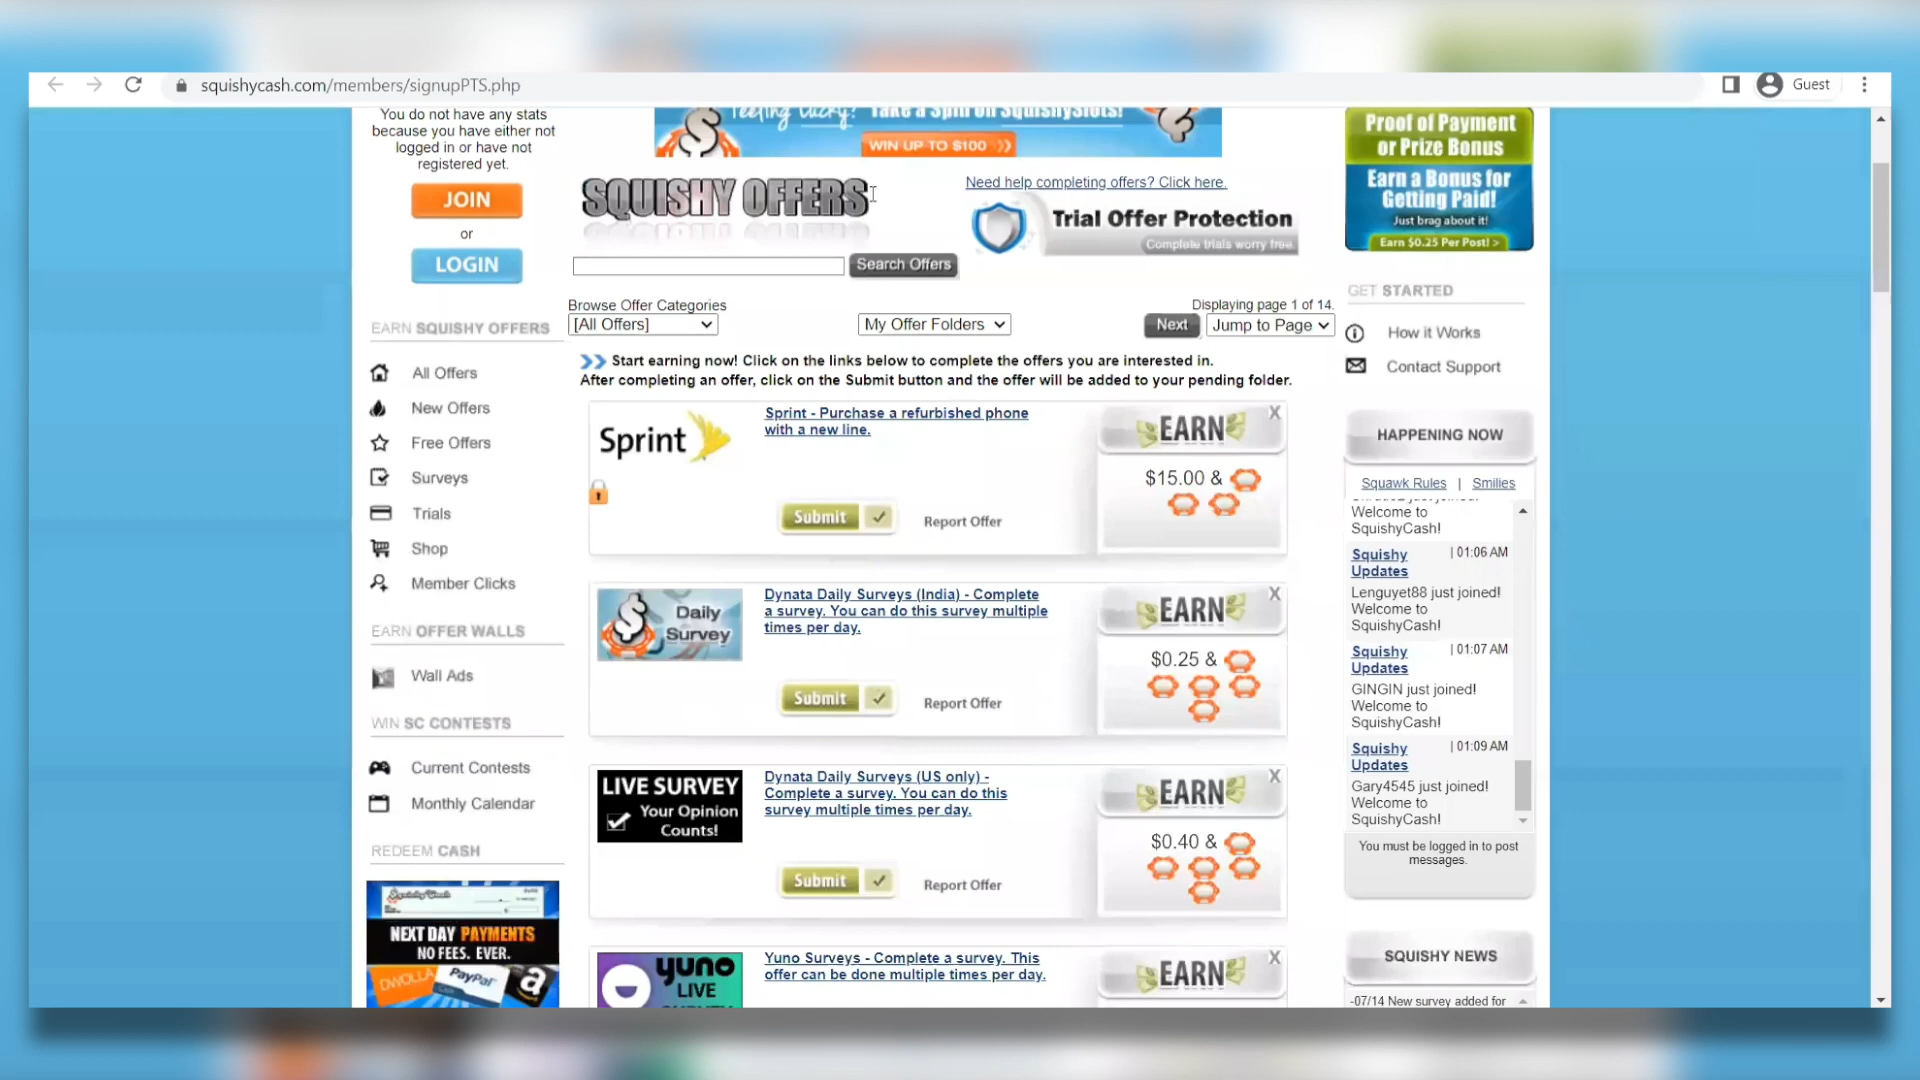 squishycash.com/members/signupPTS.php
Guest
You do not have any stats
because you have either not
logged in or have not
registered yet.
JOIN
or
LOGIN
EARN SQUISHY OFFERS
All Offers
New Offers
Free Offers
Surveys
Trials
Shop
Member Clicks
EARN OFFER WALLS
Wall Ads
WIN SC CONTESTS
Current Contests
Monthly Calendar
REDEEM CASH
SquishyCash
NEXT DAY PAYMENTS
NO FEES. EVER.
DWOLLA
PayPal
a
Feeling Lucky? Take a Spin on SquishySlots!
WIN UP TO $100
SQUISHY OFFERS
Need help completing offers? Click here.
Trial Offer Protection
Complete trials worry free.
Search Offers
Browse Offer Categories
[All Offers]
My Offer Folders
Displaying page 1 of 14.
Next
Jump to Page
Start earning now! Click on the links below to complete the offers you are interested in.
After completing an offer, click on the Submit button and the offer will be added to your pending folder.
Sprint
Sprint - Purchase a refurbished phone
with a new line.
Submit
Report Offer
EARN
X
$15.00 &
Daily
Survey
Dynata Daily Surveys (India) - Complete
a survey. You can do this survey multiple
times per day.
Submit
Report Offer
EARN
X
$0.25 &
LIVE SURVEY
Your Opinion
Counts!
Dynata Daily Surveys (US only) -
Complete a survey. You can do this
survey multiple times per day.
Submit
Report Offer
EARN
X
$0.40 &
yuno
LIVE
Yuno Surveys - Complete a survey. This
offer can be done multiple times per day.
EARN
X
Proof of Payment
or Prize Bonus
Earn a Bonus for
Getting Paid!
Just brag about it!
Earn $0.25 Per Post! >
GET STARTED
How it Works
Contact Support
HAPPENING NOW
Squawk Rules | Smilies
Welcome to
SquishyCash!
Squishy Updates | 01:06 AM
Lenguyet88 just joined!
Welcome to
SquishyCash!
Squishy Updates | 01:07 AM
GINGIN just joined!
Welcome to
SquishyCash!
Squishy Updates | 01:09 AM
Gary4545 just joined!
Welcome to
SquishyCash!
You must be logged in to post
messages.
SQUISHY NEWS
-07/14 New survey added for